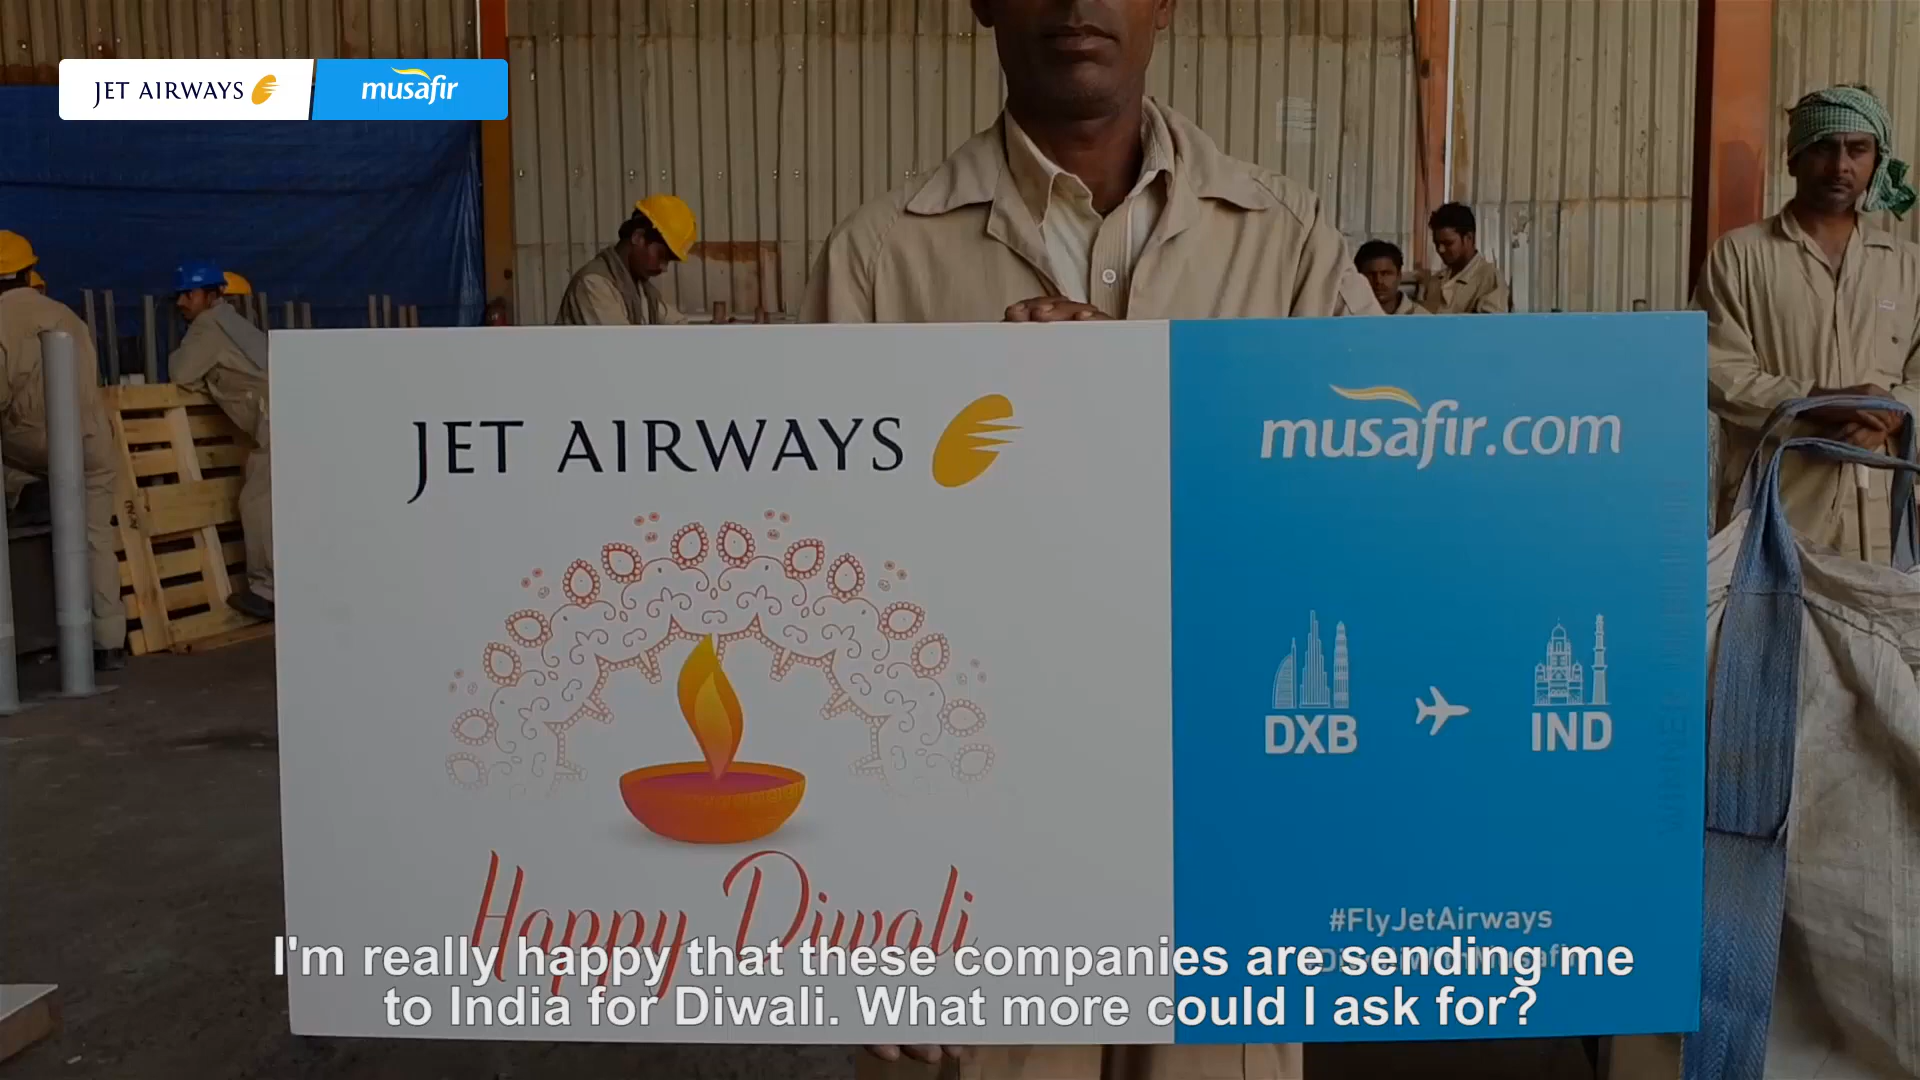 JET AIRWAYS musafir
JET AIRWAYS
musafir.com
DXB
IND
Happy Diwali
#FlyJetAirways
I'm really happy that these companies are sending me
to India for Diwali. What more could I ask for?